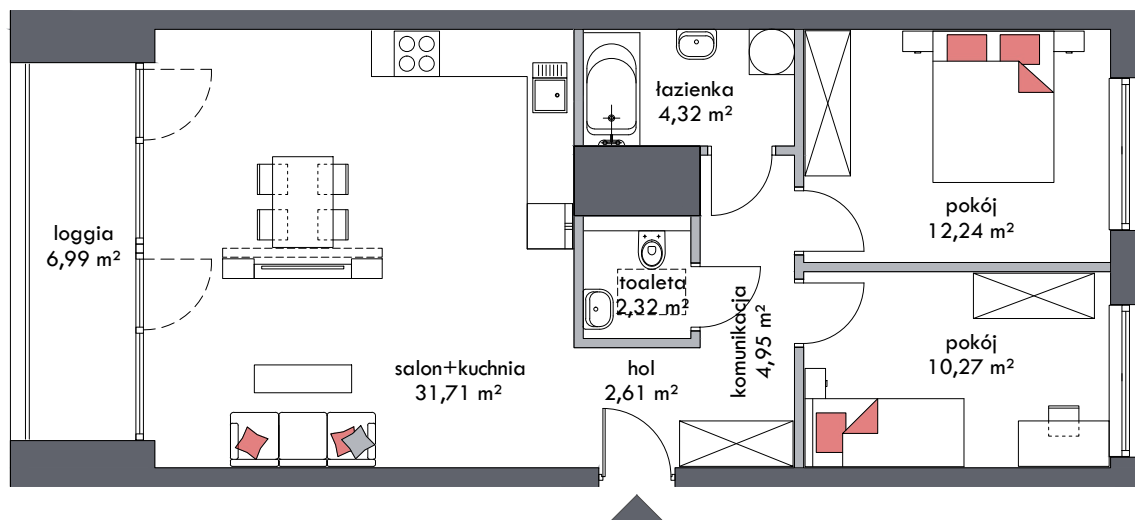 łazienka
4,32 m²
pokój
12,24 m²
loggia
6,99 m²
toaleta
2,32 m²
komunikacja
4,95 m²
salon+kuchnia
31,71 m²
hol
2,61 m²
pokój
10,27 m²